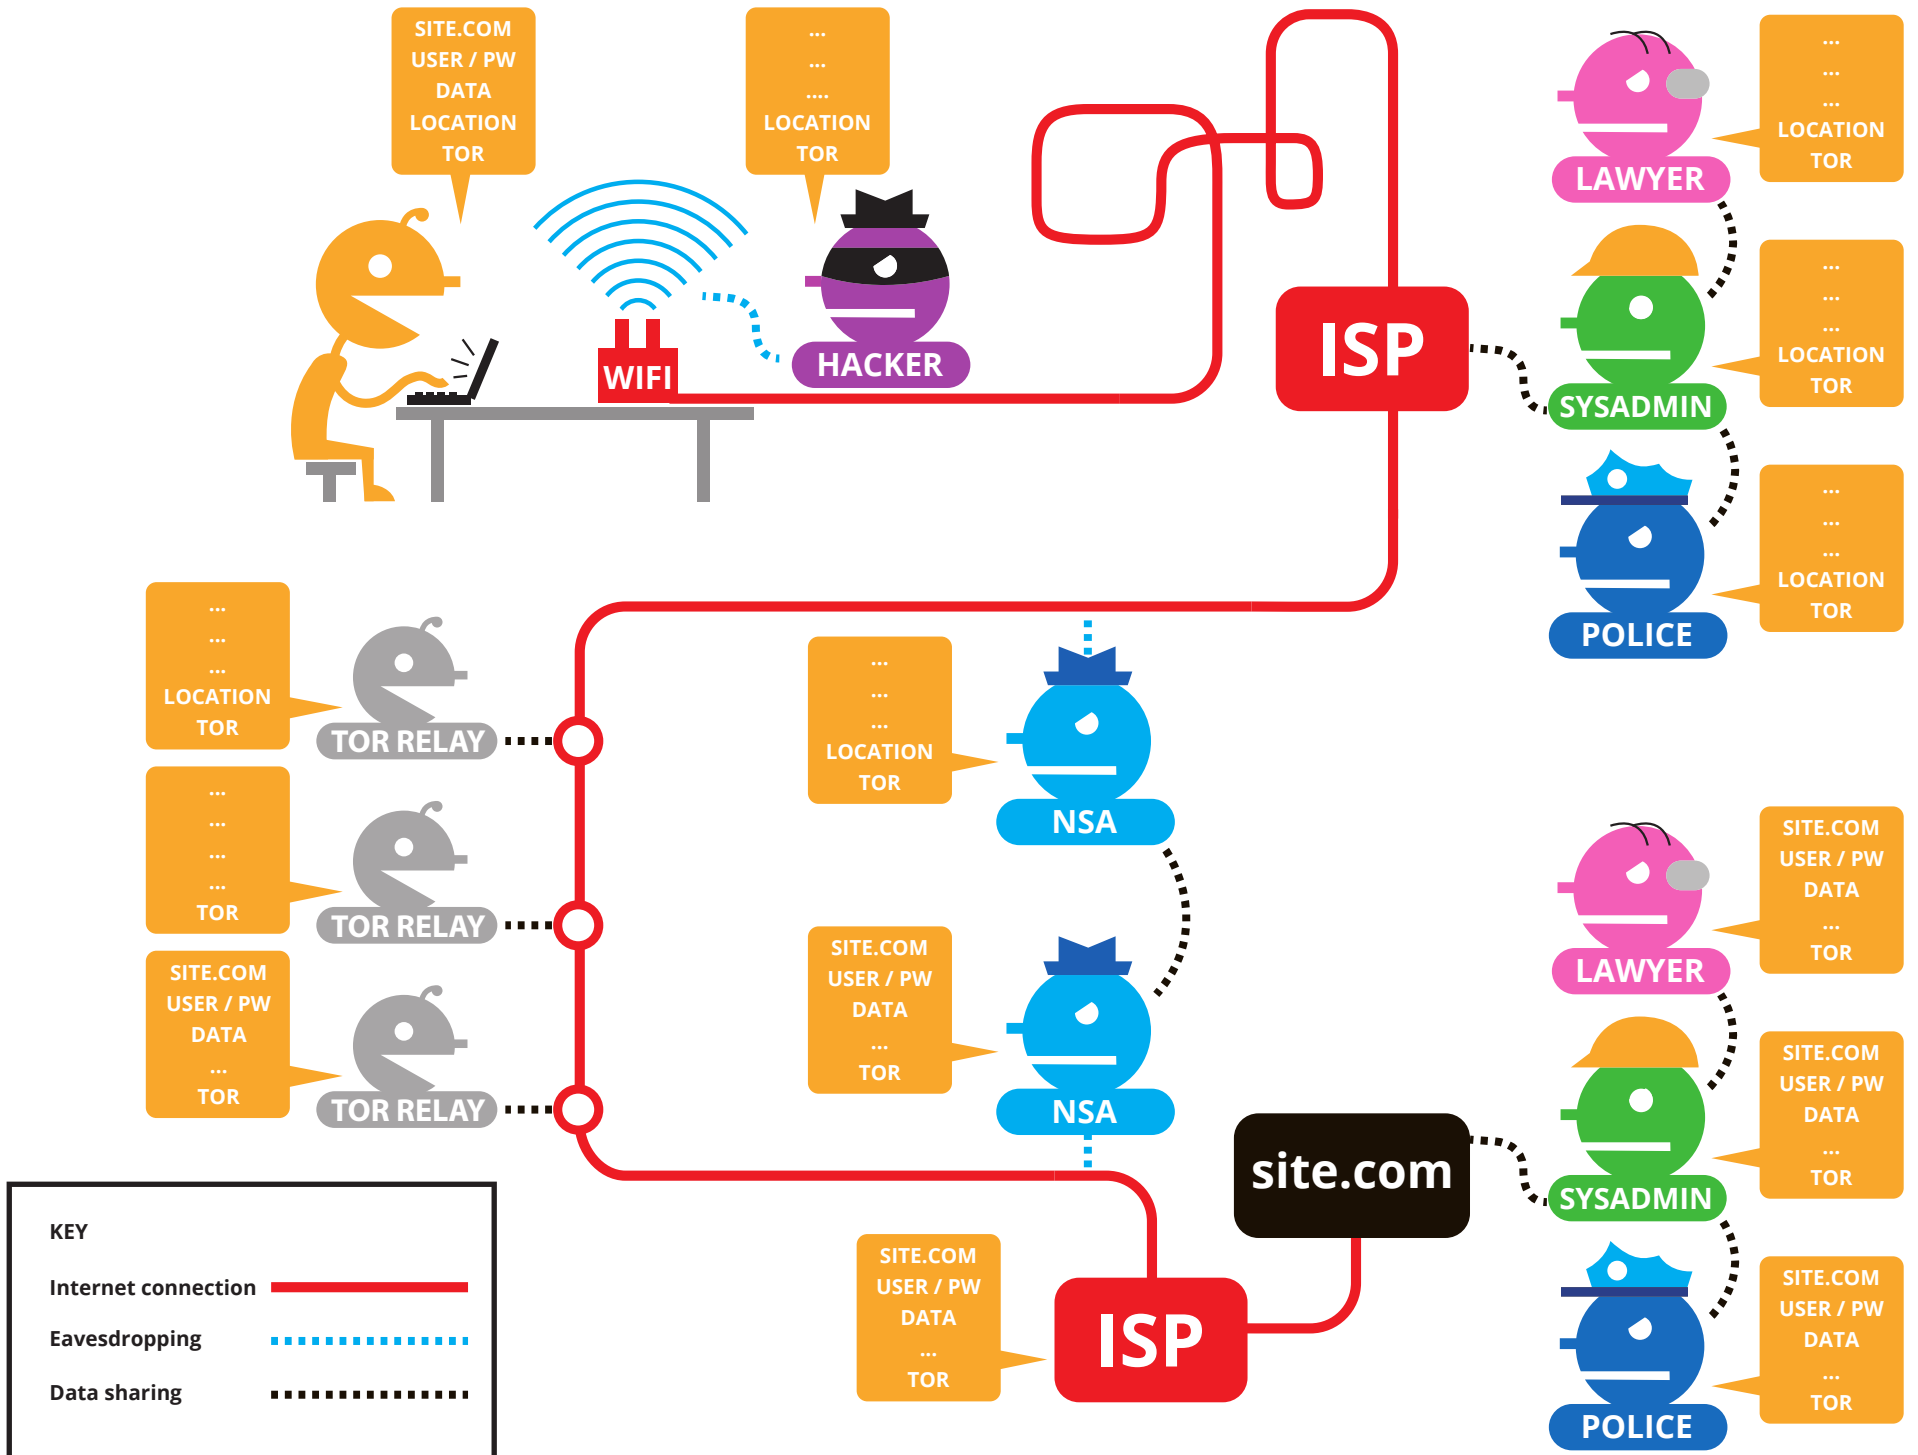 SITE.COM
USER / PW
DATA
LOCATION
TOR
...
...
....
LOCATION
TOR
WIFI
HACKER
ISP
...
...
...
LOCATION
TOR
LAWYER
...
...
...
LOCATION
TOR
SYSADMIN
...
...
...
LOCATION
TOR
POLICE
...
...
...
LOCATION
TOR
TOR RELAY
...
...
...
...
TOR
TOR RELAY
SITE.COM
USER / PW
DATA
...
TOR
TOR RELAY
...
...
...
LOCATION
TOR
NSA
SITE.COM
USER / PW
DATA
...
TOR
NSA
SITE.COM
USER / PW
DATA
...
TOR
ISP
site.com
SITE.COM
USER / PW
DATA
...
TOR
LAWYER
SITE.COM
USER / PW
DATA
...
TOR
SYSADMIN
SITE.COM
USER / PW
DATA
...
TOR
POLICE
KEY
Internet connection
Eavesdropping
Data sharing